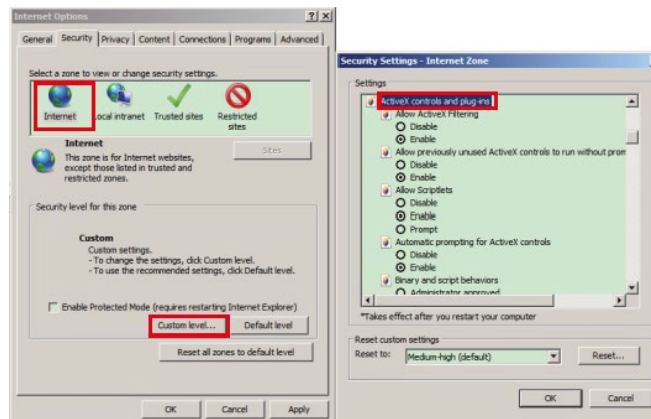 Internet Options
General Security Privacy Content Connections Programs Advanced
Select a zone to view or change security settings.
Internet Local intranet Trusted sites Restricted
sites
Internet
Sites
This zone is for Internet websites,
except those listed in trusted and
restricted zones.
Security level for this zone
Custom
Custom settings.
- To change the settings, click Custom level.
- To use the recommended settings, click Default level.
Enable Protected Mode (requires restarting Internet Explorer)
Custom level... Default level
Reset all zones to default level
OK Cancel Apply
Security Settings - Internet Zone
Settings
ActiveX controls and plug-ins
Allow ActiveX Filtering
Disable
Enable
Allow previously unused ActiveX controls to run without prom
Disable
Enable
Allow Scriptlets
Disable
Enable
Prompt
Automatic prompting for ActiveX controls
Disable
Enable
Binary and script behaviors
Administrator approved
*Takes effect after you restart your computer
Reset custom settings
Reset to: Medium-high (default) Reset...
OK Cancel